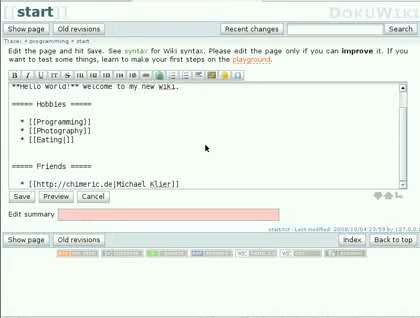 [[start]]
DOKUWIKI
Show page Old revisions Recent changes Search
Trace: » programming » start
Edit the page and hit Save. See syntax for Wiki syntax. Please edit the page only if you can improve it. If you
want to test some things, learn to make your first steps on the playground.
**Hello World!** Welcome to my new wiki.
===== Hobbies =====
* [[Programming]]
* [[Photography]]
* [[Eating|]]
===== Friends =====
* [[http://chimeric.de|Michael Klier]]
Save Preview Cancel
Edit summary
start.txt · Last modified: 2008/10/04 23:59 by 127.0.0.1
Show page Old revisions Index Back to top